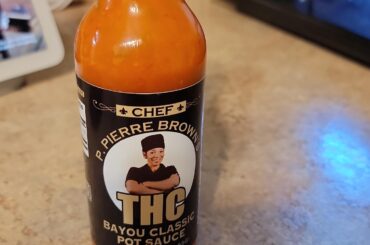 CHEF
P. PIERRE BROWN'S
THC
BAYOU CLASSIC
POT SAUCE